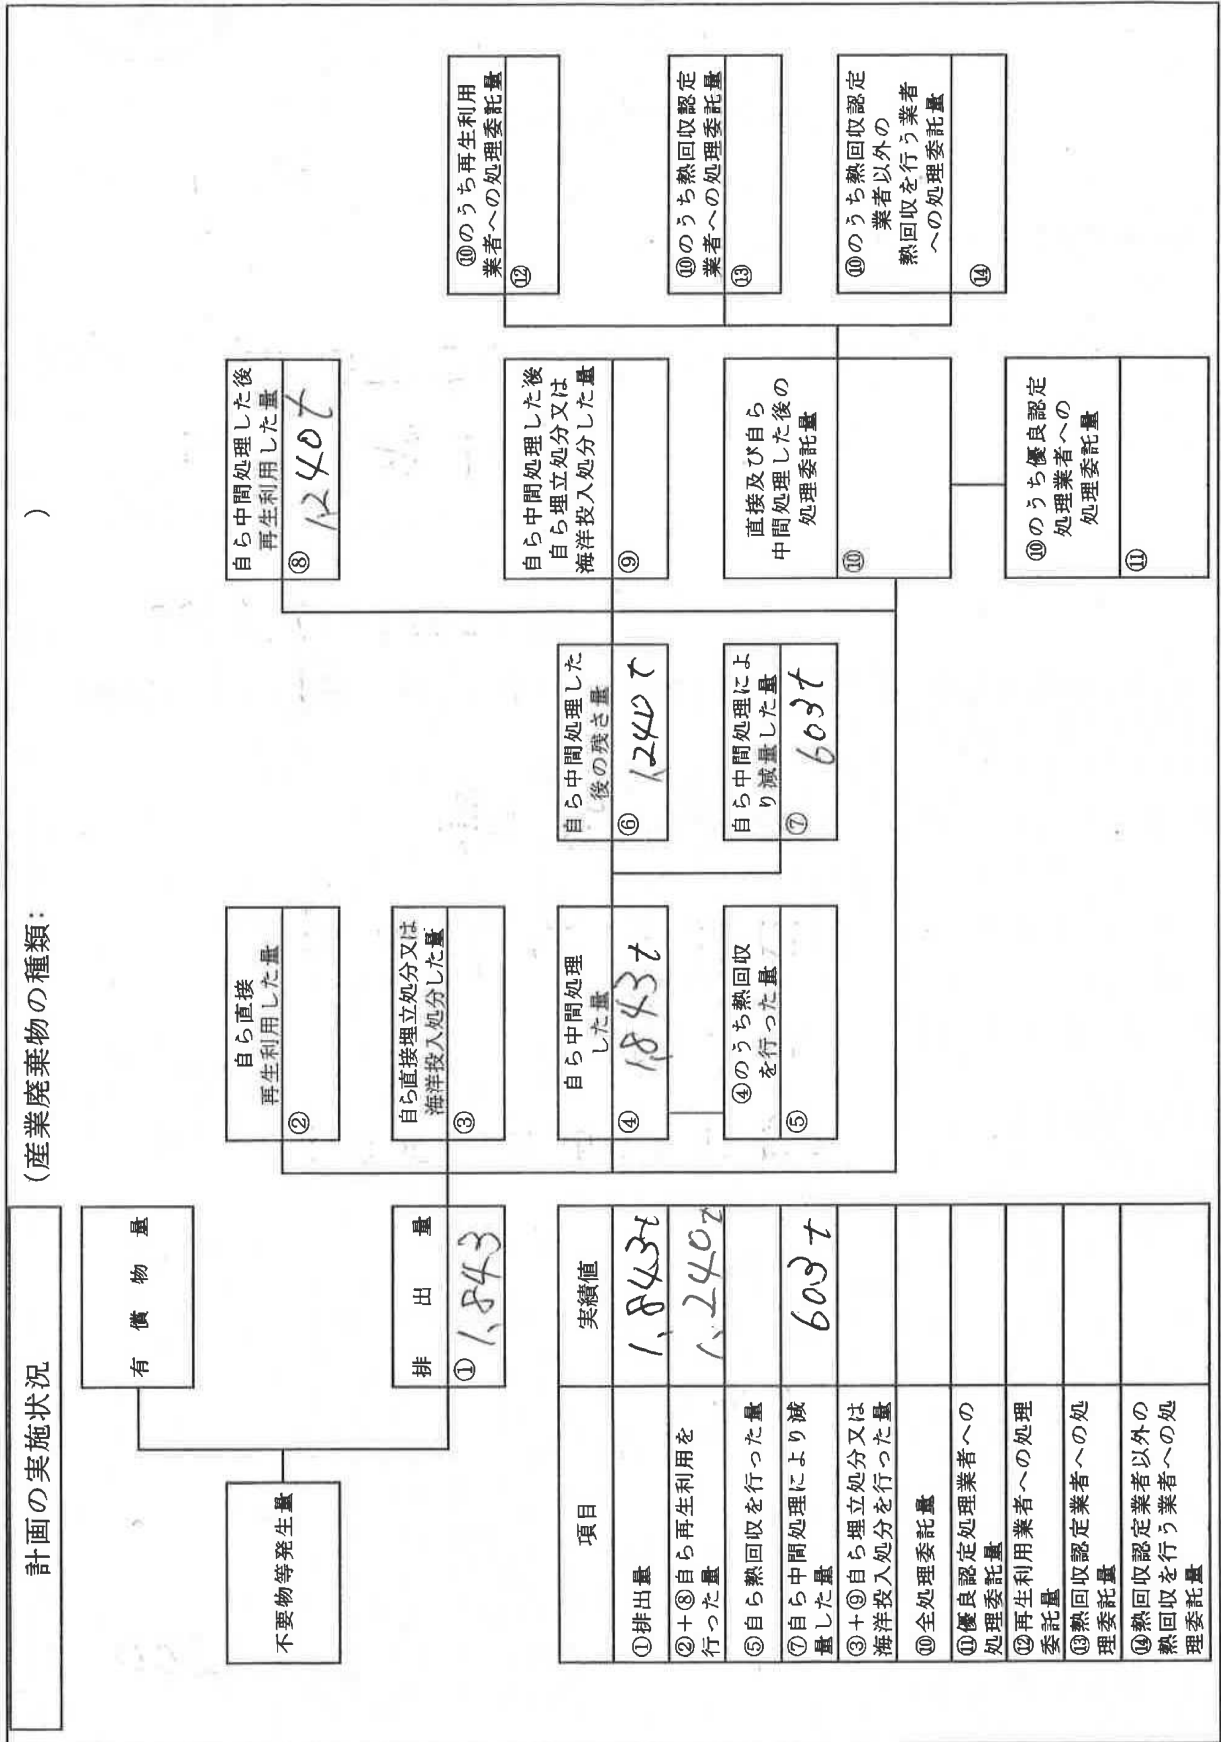 計画の実施状況
(産業廃棄物の種類:                    )
有償物量
不要物等発生量
排出量
① 1,843
自ら直接
再生利用した量
②
自ら直接埋立処分又は
海洋投入処分した量
③
自ら中間処理
した量
④ 1,843t
④のうち熱回収
を行った量
⑤
自ら中間処理した
後の残さ量
⑥ 1,240t
自ら中間処理によ
り減量した量
⑦ 603t
自ら中間処理した後
再生利用した量
⑧ 1,240t
自ら中間処理した後
自ら埋立処分又は
海洋投入処分した量
⑨
直接及び自ら
中間処理した後の
処理委託量
⑩
⑩のうち優良認定
処理業者への
処理委託量
⑪
⑩のうち再生利用
業者への処理委託量
⑫
⑩のうち熱回収認定
業者への処理委託量
⑬
⑩のうち熱回収認定
業者以外の
熱回収を行う業者
への処理委託量
⑭
項目 実績値
①排出量 1,843t
②+⑧自ら再生利用を
行った量 1,240t
⑤自ら熱回収を行った量
⑦自ら中間処理により減
量した量 603t
③+⑨自ら埋立処分又は
海洋投入処分を行った量
⑩全処理委託量
⑪優良認定処理業者への
処理委託量
⑫再生利用業者への処理
委託量
⑬熱回収認定業者への処
理委託量
⑭熱回収認定業者以外の
熱回収を行う業者への処
理委託量